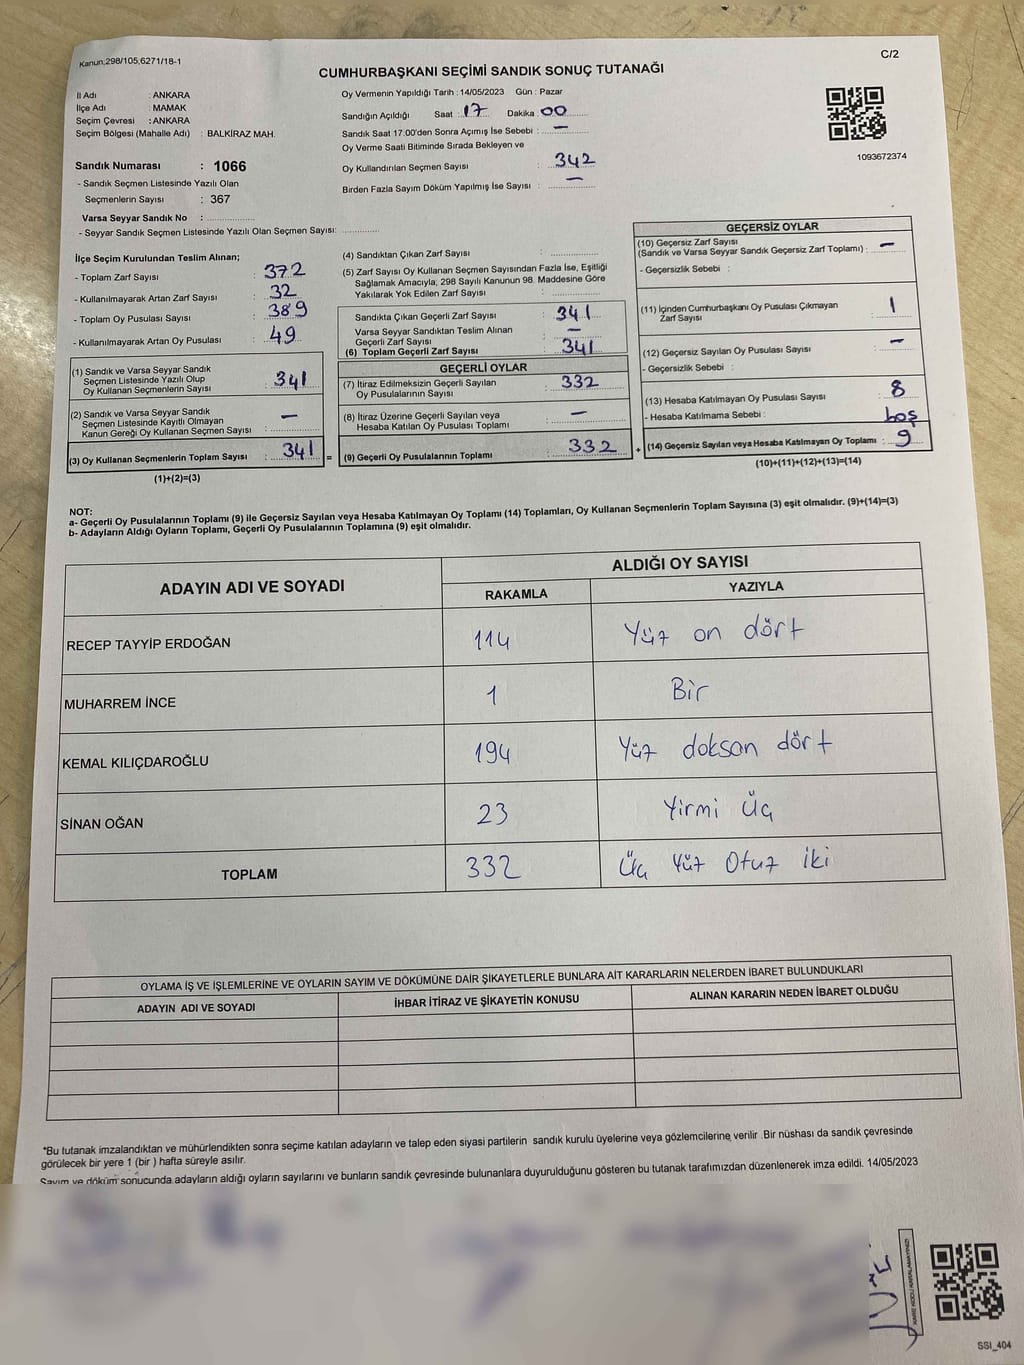 Kanun,298/105,6271/18-1
C/2
CUMHURBAŞKANI SEÇİMİ SANDIK SONUÇ TUTANAĞI
İl Adı : ANKARA
İlçe Adı : MAMAK
Seçim Çevresi : ANKARA
Seçim Bölgesi (Mahalle Adı) : BALKİRAZ MAH.
Sandık Numarası : 1066
- Sandık Seçmen Listesinde Yazılı Olan
Seçmenlerin Sayısı : 367
Varsa Seyyar Sandık No :
- Seyyar Sandık Seçmen Listesinde Yazılı Olan Seçmen Sayısı:
Oy Vermenin Yapıldığı Tarih : 14/05/2023 Gün : Pazar
Sandığın Açıldığı Saat : 17 Dakika 00
Sandık Saat 17:00'den Sonra Açımış İse Sebebi : —
Oy Verme Saati Bitiminde Sırada Bekleyen ve
Oy Kullandırılan Seçmen Sayısı : 342
Birden Fazla Sayım Döküm Yapılmış İse Sayısı : —
1093672374
İlçe Seçim Kurulundan Teslim Alınan;
- Toplam Zarf Sayısı : 372
- Kullanılmayarak Artan Zarf Sayısı : 32
- Toplam Oy Pusulası Sayısı : 389
- Kullanılmayarak Artan Oy Pusulası : 49
(1) Sandık ve Varsa Seyyar Sandık
Seçmen Listesinde Yazılı Olup
Oy Kullanan Seçmenlerin Sayısı : 341
(2) Sandık ve Varsa Seyyar Sandık
Seçmen Listesinde Kayıtlı Olmayan
Kanun Gereği Oy Kullanan Seçmen Sayısı : —
(3) Oy Kullanan Seçmenlerin Toplam Sayısı : 341 =
(1)+(2)=(3)
(4) Sandıktan Çıkan Zarf Sayısı :
(5) Zarf Sayısı Oy Kullanan Seçmen Sayısından Fazla İse, Eşitliği
Sağlamak Amacıyla, 298 Sayılı Kanunun 98. Maddesine Göre
Yakılarak Yok Edilen Zarf Sayısı :
Sandıkta Çıkan Geçerli Zarf Sayısı : 341
Varsa Seyyar Sandıktan Teslim Alınan
Geçerli Zarf Sayısı : —
(6) Toplam Geçerli Zarf Sayısı : 341
GEÇERLİ OYLAR
(7) İtiraz Edilmeksizin Geçerli Sayılan
Oy Pusulalarının Sayısı : 332
(8) İtiraz Üzerine Geçerli Sayılan veya
Hesaba Katılan Oy Pusulası Toplamı : —
(9) Geçerli Oy Pusulalarının Toplamı : 332 +
GEÇERSİZ OYLAR
(10) Geçersiz Zarf Sayısı
(Sandık ve Varsa Seyyar Sandık Geçersiz Zarf Toplamı) : —
- Geçersizlik Sebebi :
(11) İçinden Cumhurbaşkanı Oy Pusulası Çıkmayan
Zarf Sayısı : 1
(12) Geçersiz Sayılan Oy Pusulası Sayısı : —
- Geçersizlik Sebebi :
(13) Hesaba Katılmayan Oy Pusulası Sayısı : 8
- Hesaba Katılmama Sebebi : boş
(14) Geçersiz Sayılan veya Hesaba Katılmayan Oy Toplamı : 9
(10)+(11)+(12)+(13)=(14)
NOT:
a- Geçerli Oy Pusulalarının Toplamı (9) ile Geçersiz Sayılan veya Hesaba Katılmayan Oy Toplamı (14) Toplamları, Oy Kullanan Seçmenlerin Toplam Sayısına (3) eşit olmalıdır. (9)+(14)=(3)
b- Adayların Aldığı Oyların Toplamı, Geçerli Oy Pusulalarının Toplamına (9) eşit olmalıdır.
ADAYIN ADI VE SOYADI
ALDIĞI OY SAYISI
RAKAMLA YAZIYLA
RECEP TAYYİP ERDOĞAN 114 Yüz on dört
MUHARREM İNCE 1 Bir
KEMAL KILIÇDAROĞLU 194 Yüz doksan dört
SİNAN OĞAN 23 Yirmi Üç
TOPLAM 332 Üç Yüz Otuz iki
OYLAMA İŞ VE İŞLEMLERİNE VE OYLARIN SAYIM VE DÖKÜMÜNE DAİR ŞİKAYETLERLE BUNLARA AİT KARARLARIN NELERDEN İBARET BULUNDUKLARI
ADAYIN ADI VE SOYADI İHBAR İTİRAZ VE ŞİKAYETİN KONUSU ALINAN KARARIN NEDEN İBARET OLDUĞU
*Bu tutanak imzalandıktan ve mühürlendikten sonra seçime katılan adayların ve talep eden siyasi partilerin sandık kurulu üyelerine veya gözlemcilerine verilir .Bir nüshası da sandık çevresinde
görülecek bir yere 1 (bir ) hafta süreyle asılır.
Sayım ve döküm sonucunda adayların aldığı oyların sayılarını ve bunların sandık çevresinde bulunanlara duyurulduğunu gösteren bu tutanak tarafımızdan düzenlenerek imza edildi. 14/05/2023
SSI_404